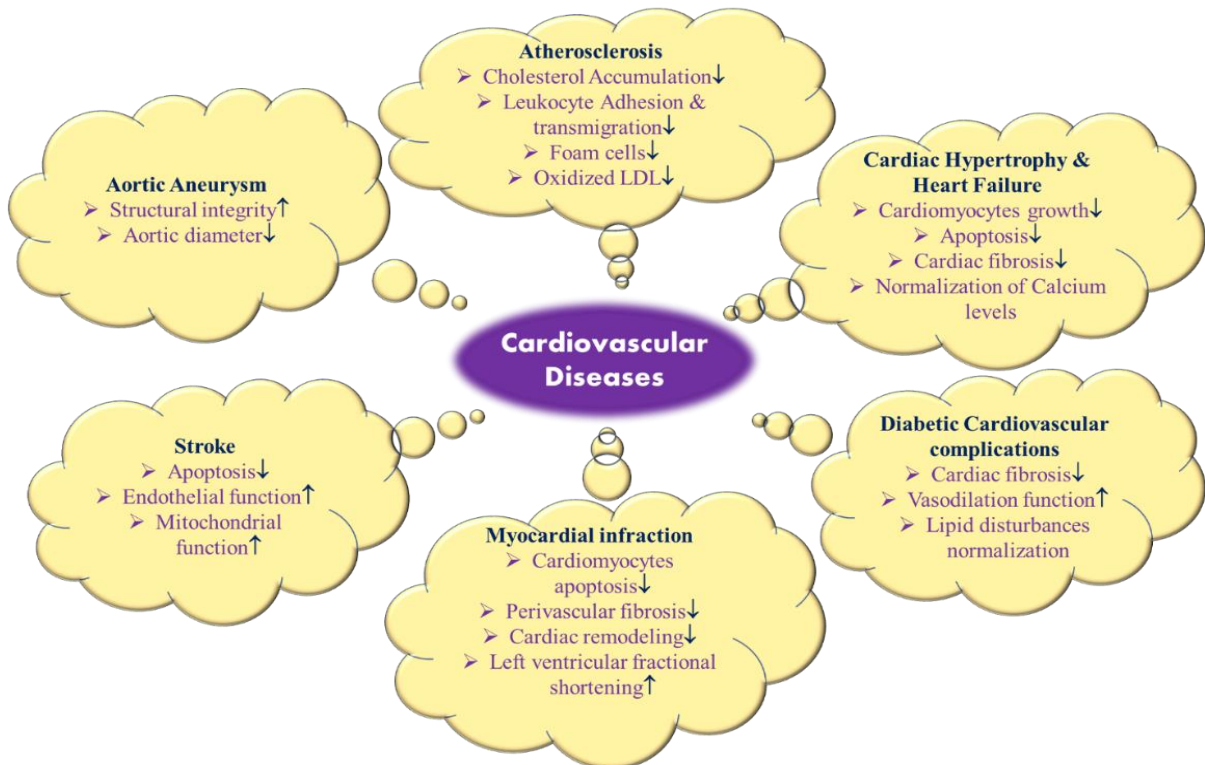 Atherosclerosis
➢ Cholesterol Accumulation↓
➢ Leukocyte Adhesion &
transmigration↓
➢ Foam cells↓
➢ Oxidized LDL↓
Aortic Aneurysm
➢ Structural integrity↑
➢ Aortic diameter↓
Cardiac Hypertrophy &
Heart Failure
➢ Cardiomyocytes growth↓
➢ Apoptosis↓
➢ Cardiac fibrosis↓
➢ Normalization of Calcium
levels
Cardiovascular
Diseases
Stroke
➢ Apoptosis↓
➢ Endothelial function↑
➢ Mitochondrial
function↑
Myocardial infraction
➢ Cardiomyocytes
apoptosis↓
➢ Perivascular fibrosis↓
➢ Cardiac remodeling↓
➢ Left ventricular fractional
shortening↑
Diabetic Cardiovascular
complications
➢ Cardiac fibrosis↓
➢ Vasodilation function↑
➢ Lipid disturbances
normalization